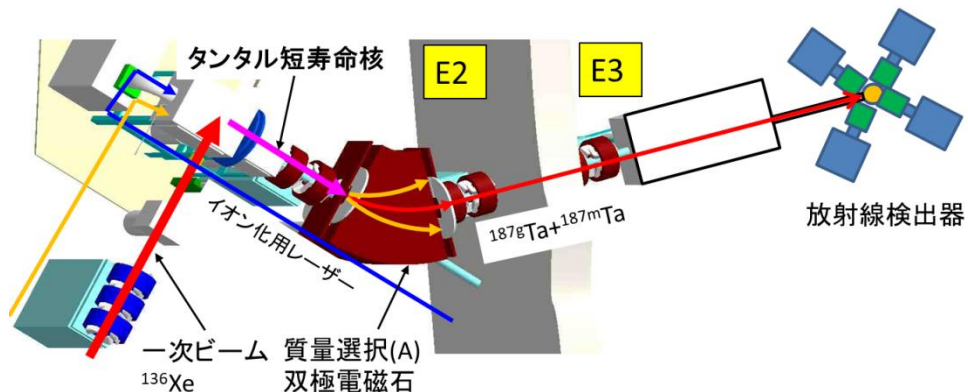 タンタル短寿命核
E2
E3
放射線検出器
イオン化用レーザー
¹⁸⁷ᵍTa+¹⁸⁷ᵐTa
一次ビーム
¹³⁶Xe
質量選択(A)
双極電磁石